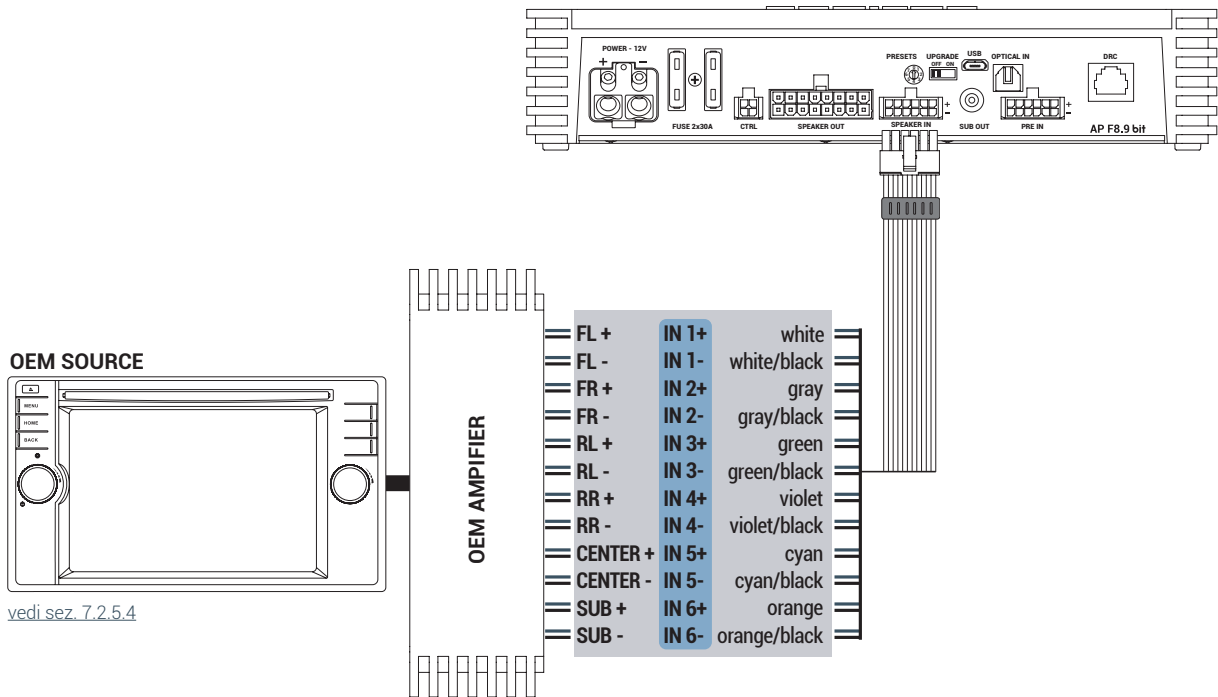 POWER - 12V
+ -
FUSE 2x30A
CTRL
SPEAKER OUT
PRESETS
UPGRADE
OFF ON
USB
OPTICAL IN
SPEAKER IN
+
-
SUB OUT
PRE IN
+
-
DRC
AP F8.9 bit
OEM SOURCE
MENU
HOME
BACK
vedi sez. 7.2.5.4
OEM AMPIFIER
FL + IN 1+ white
FL - IN 1- white/black
FR + IN 2+ gray
FR - IN 2- gray/black
RL + IN 3+ green
RL - IN 3- green/black
RR + IN 4+ violet
RR - IN 4- violet/black
CENTER + IN 5+ cyan
CENTER - IN 5- cyan/black
SUB + IN 6+ orange
SUB - IN 6- orange/black